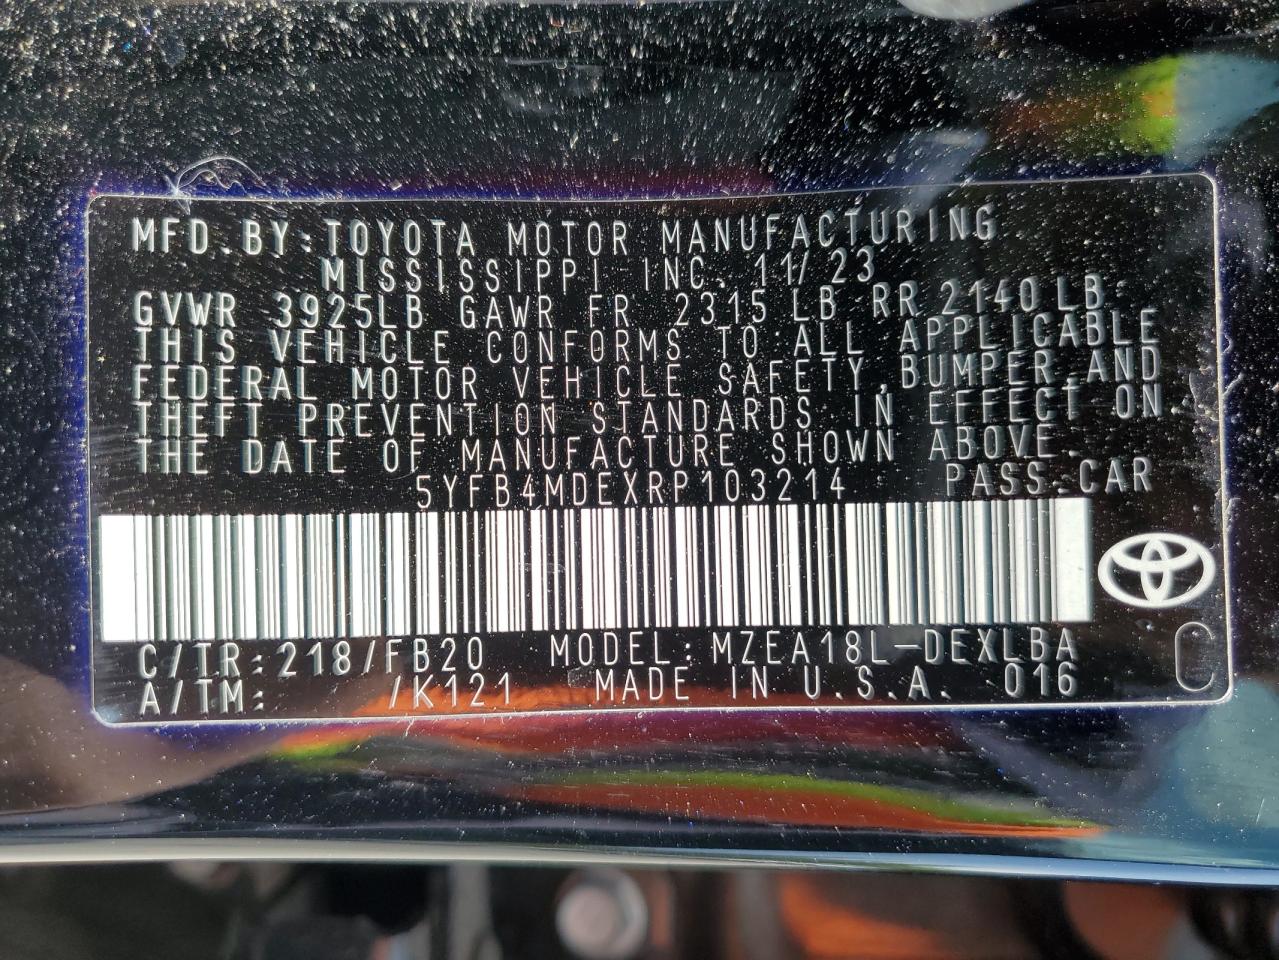 MFD.BY:TOYOTA MOTOR MANUFACTURING
MISSISSIPPI INC. 11/23
GVWR 3925LB GAWR FR 2315 LB RR 2140 LB
THIS VEHICLE CONFORMS TO ALL APPLICABLE
FEDERAL MOTOR VEHICLE SAFETY,BUMPER,AND
THEFT PREVENTION STANDARDS IN EFFECT ON
THE DATE OF MANUFACTURE SHOWN ABOVE.
5YFB4MDEXRP103214 PASS.CAR
C/TR:218/FB20 MODEL:MZEA18L-DEXLBA
A/TM: /K121 MADE IN U.S.A. 016
C